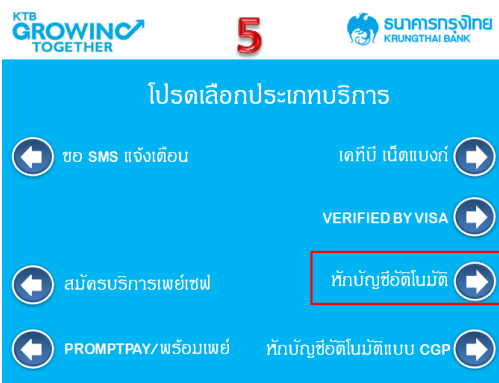 KTB
GROWING
TOGETHER
5
ธนาคารกรุงไทย
KRUNGTHAI BANK
โปรดเลือกประเภทบริการ
ขอ SMS แจ้งเตือน
เคทีบี เน็ตแบงก์
VERIFIED BY VISA
สมัครบริการเพย์เซฟ
หักบัญชีอัติโนมัติ
PROMPTPAY/พร้อมเพย์
หักบัญชีอัติโนมัติแบบ CGP